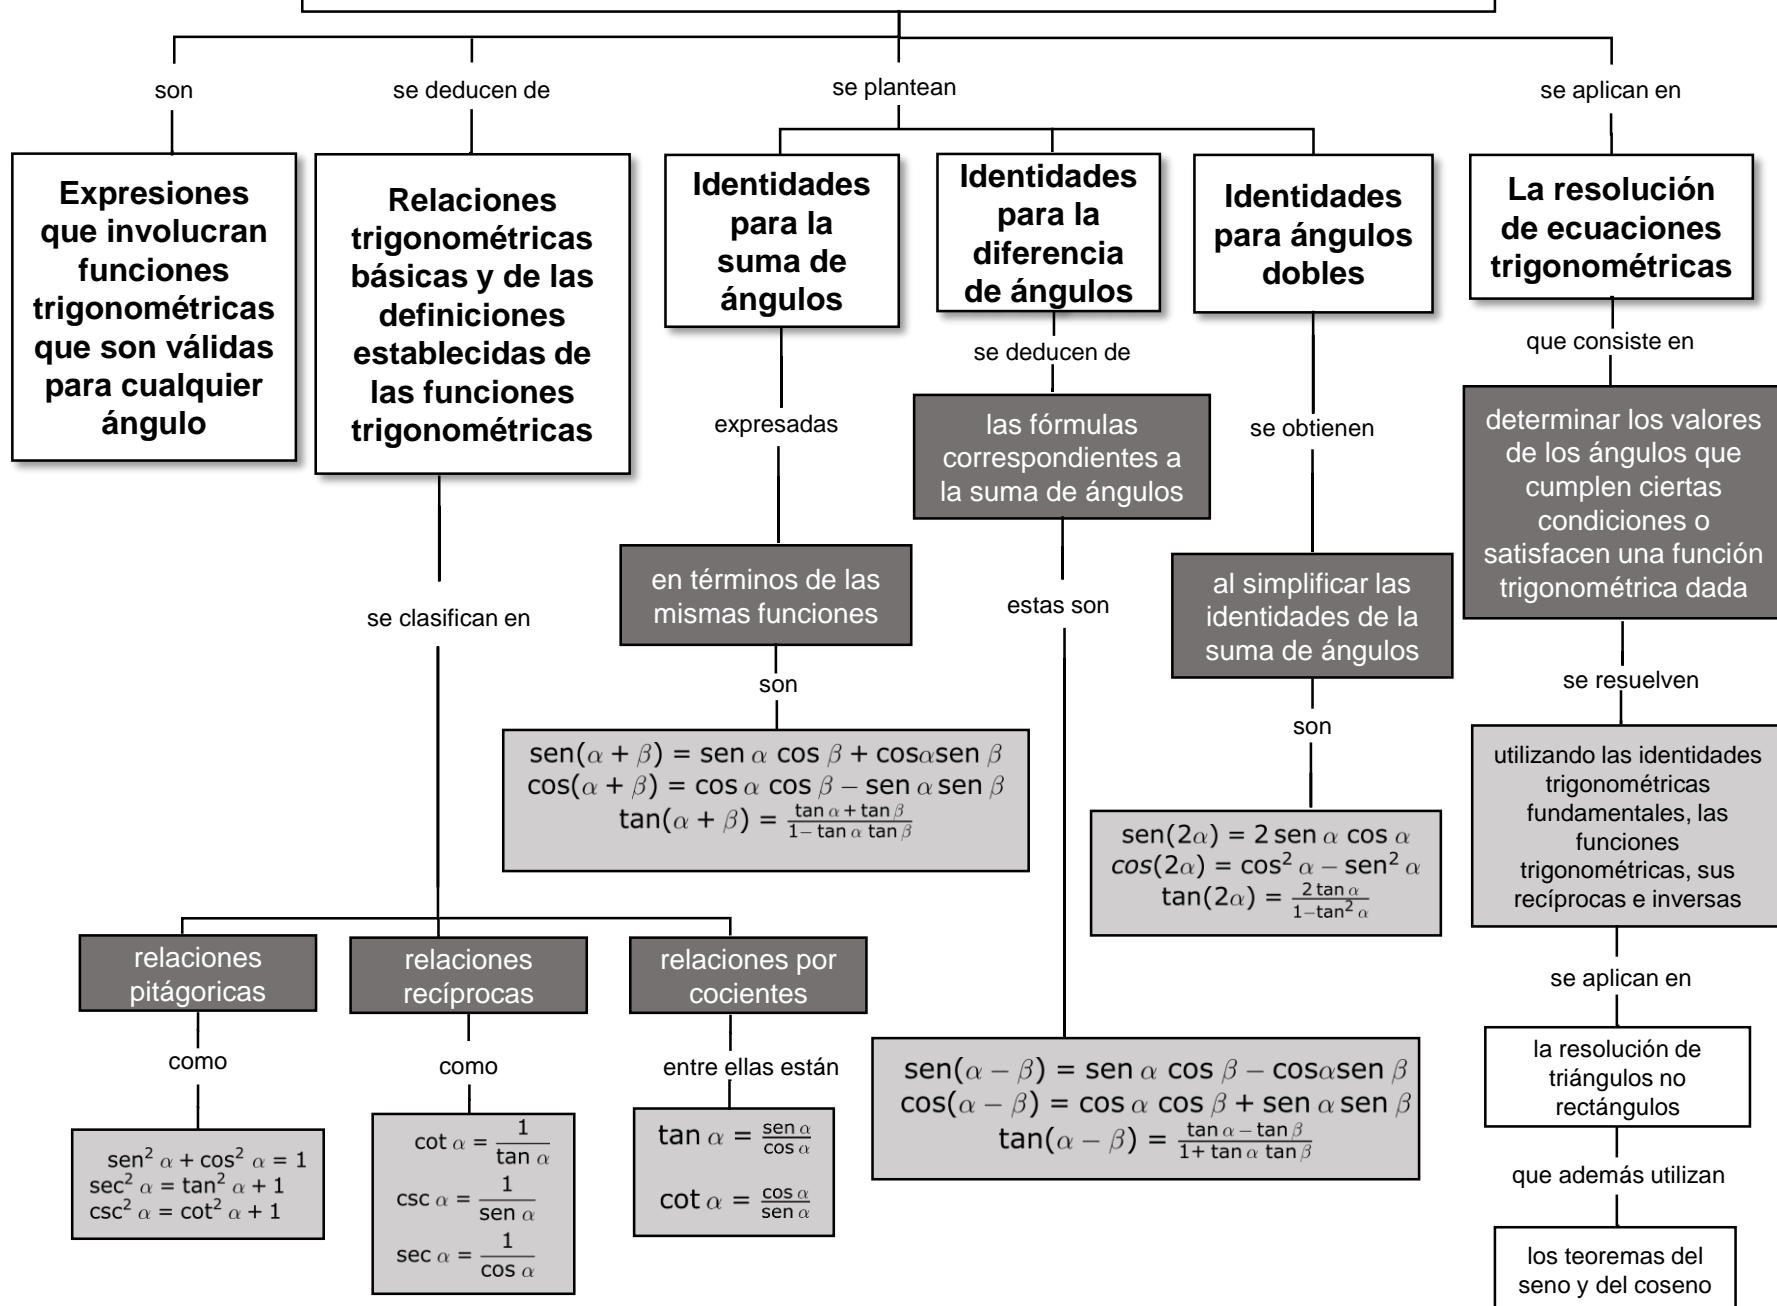 son
Expresiones
que involucran
funciones
trigonométricas
que son válidas
para cualquier
ángulo
se deducen de
Relaciones
trigonométricas
básicas y de las
definiciones
establecidas de
las funciones
trigonométricas
se clasifican en
relaciones
pitágoricas
como
sen² α + cos² α = 1
sec² α = tan² α + 1
csc² α = cot² α + 1
relaciones
recíprocas
como
cot α = 1/tan α
csc α = 1/sen α
sec α = 1/cos α
relaciones por
cocientes
entre ellas están
tan α = sen α/cos α
cot α = cos α/sen α
se plantean
Identidades
para la
suma de
ángulos
expresadas
en términos de las
mismas funciones
son
sen(α + β) = sen α cos β + cosαsen β
cos(α + β) = cos α cos β − sen α sen β
tan(α + β) = (tan α + tan β)/(1− tan α tan β)
Identidades
para la
diferencia
de ángulos
se deducen de
las fórmulas
correspondientes a
la suma de ángulos
estas son
sen(α − β) = sen α cos β − cosαsen β
cos(α − β) = cos α cos β + sen α sen β
tan(α − β) = (tan α − tan β)/(1+ tan α tan β)
Identidades
para ángulos
dobles
se obtienen
al simplificar las
identidades de la
suma de ángulos
son
sen(2α) = 2 sen α cos α
cos(2α) = cos² α − sen² α
tan(2α) = 2 tan α/(1−tan² α)
se aplican en
La resolución
de ecuaciones
trigonométricas
que consiste en
determinar los valores
de los ángulos que
cumplen ciertas
condiciones o
satisfacen una función
trigonométrica dada
se resuelven
utilizando las identidades
trigonométricas
fundamentales, las
funciones
trigonométricas, sus
recíprocas e inversas
se aplican en
la resolución de
triángulos no
rectángulos
que además utilizan
los teoremas del
seno y del coseno